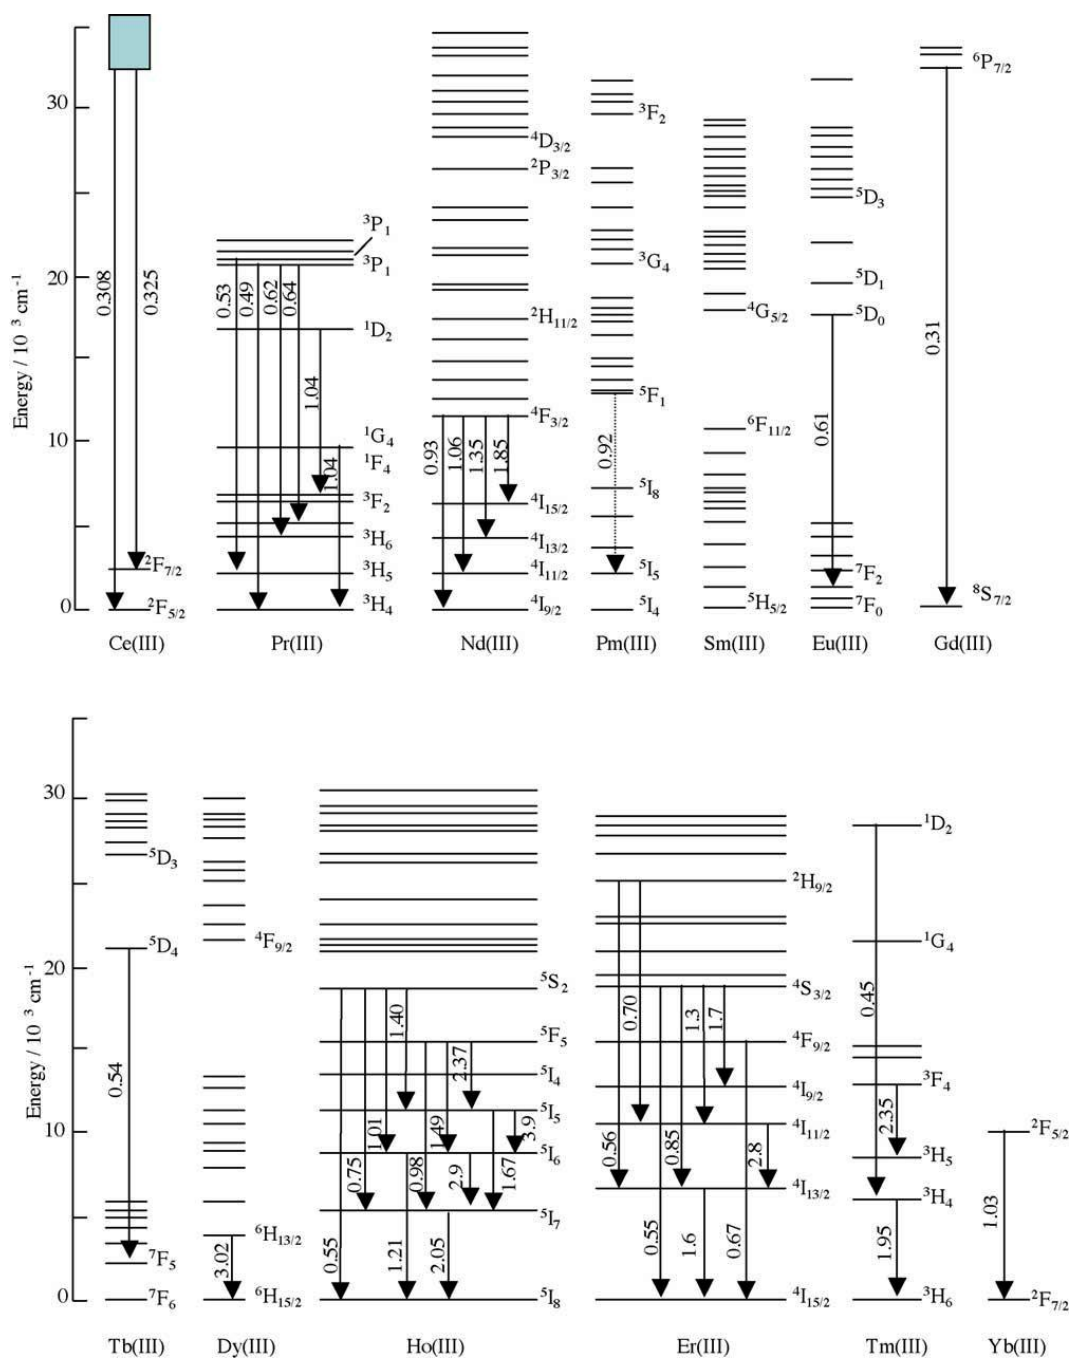 Energy / 10 ³ cm⁻¹
30
20
10
0
0.308
0.325
²F₇/₂
²F₅/₂
Ce(III)
³P₁
³P₁
0.53
0.49
0.62
0.64
¹D₂
1.04
¹G₄
¹F₄
1.04
³F₂
³H₆
³H₅
³H₄
Pr(III)
⁴D₃/₂
²P₃/₂
²H₁₁/₂
⁴F₃/₂
0.93
1.06
1.35
1.85
⁴I₁₅/₂
⁴I₁₃/₂
⁴I₁₁/₂
⁴I₉/₂
Nd(III)
³F₂
³G₄
⁵F₁
0.92
⁵I₈
⁵I₅
⁵I₄
Pm(III)
⁴G₅/₂
⁶F₁₁/₂
⁵H₅/₂
Sm(III)
⁵D₃
⁵D₁
⁵D₀
0.61
⁷F₂
⁷F₀
Eu(III)
⁶P₇/₂
0.31
⁸S₇/₂
Gd(III)
Energy / 10 ³ cm⁻¹
30
20
10
0
⁵D₃
⁵D₄
0.54
⁷F₅
⁷F₆
Tb(III)
⁴F₉/₂
⁶H₁₃/₂
3.02
⁶H₁₅/₂
Dy(III)
⁵S₂
1.40
⁵F₅
2.37
⁵I₄
⁵I₅
1.01
1.49
3.9
⁵I₆
0.75
0.98
2.9
1.67
⁵I₇
0.55
1.21
2.05
⁵I₈
Ho(III)
²H₉/₂
0.70
⁴S₃/₂
1.3
1.7
⁴F₉/₂
⁴I₉/₂
⁴I₁₁/₂
0.56
0.85
2.8
⁴I₁₃/₂
0.55
1.6
0.67
⁴I₁₅/₂
Er(III)
¹D₂
¹G₄
0.45
³F₄
2.35
³H₅
³H₄
1.95
³H₆
Tm(III)
²F₅/₂
1.03
²F₇/₂
Yb(III)